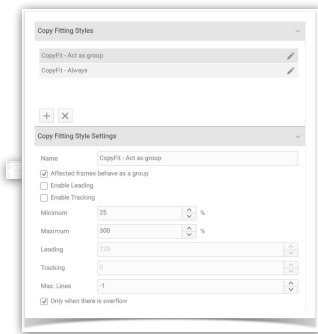 Copy Fitting Styles
CopyFit - Act as group
CopyFit - Always
Copy Fitting Style Settings
Name CopyFit - Act as group
Affected frames behave as a group
Enable Leading
Enable Tracking
Minimum 25 %
Maximum 300 %
Leading 120
Tracking 0
Max. Lines -1
Only when there is overflow